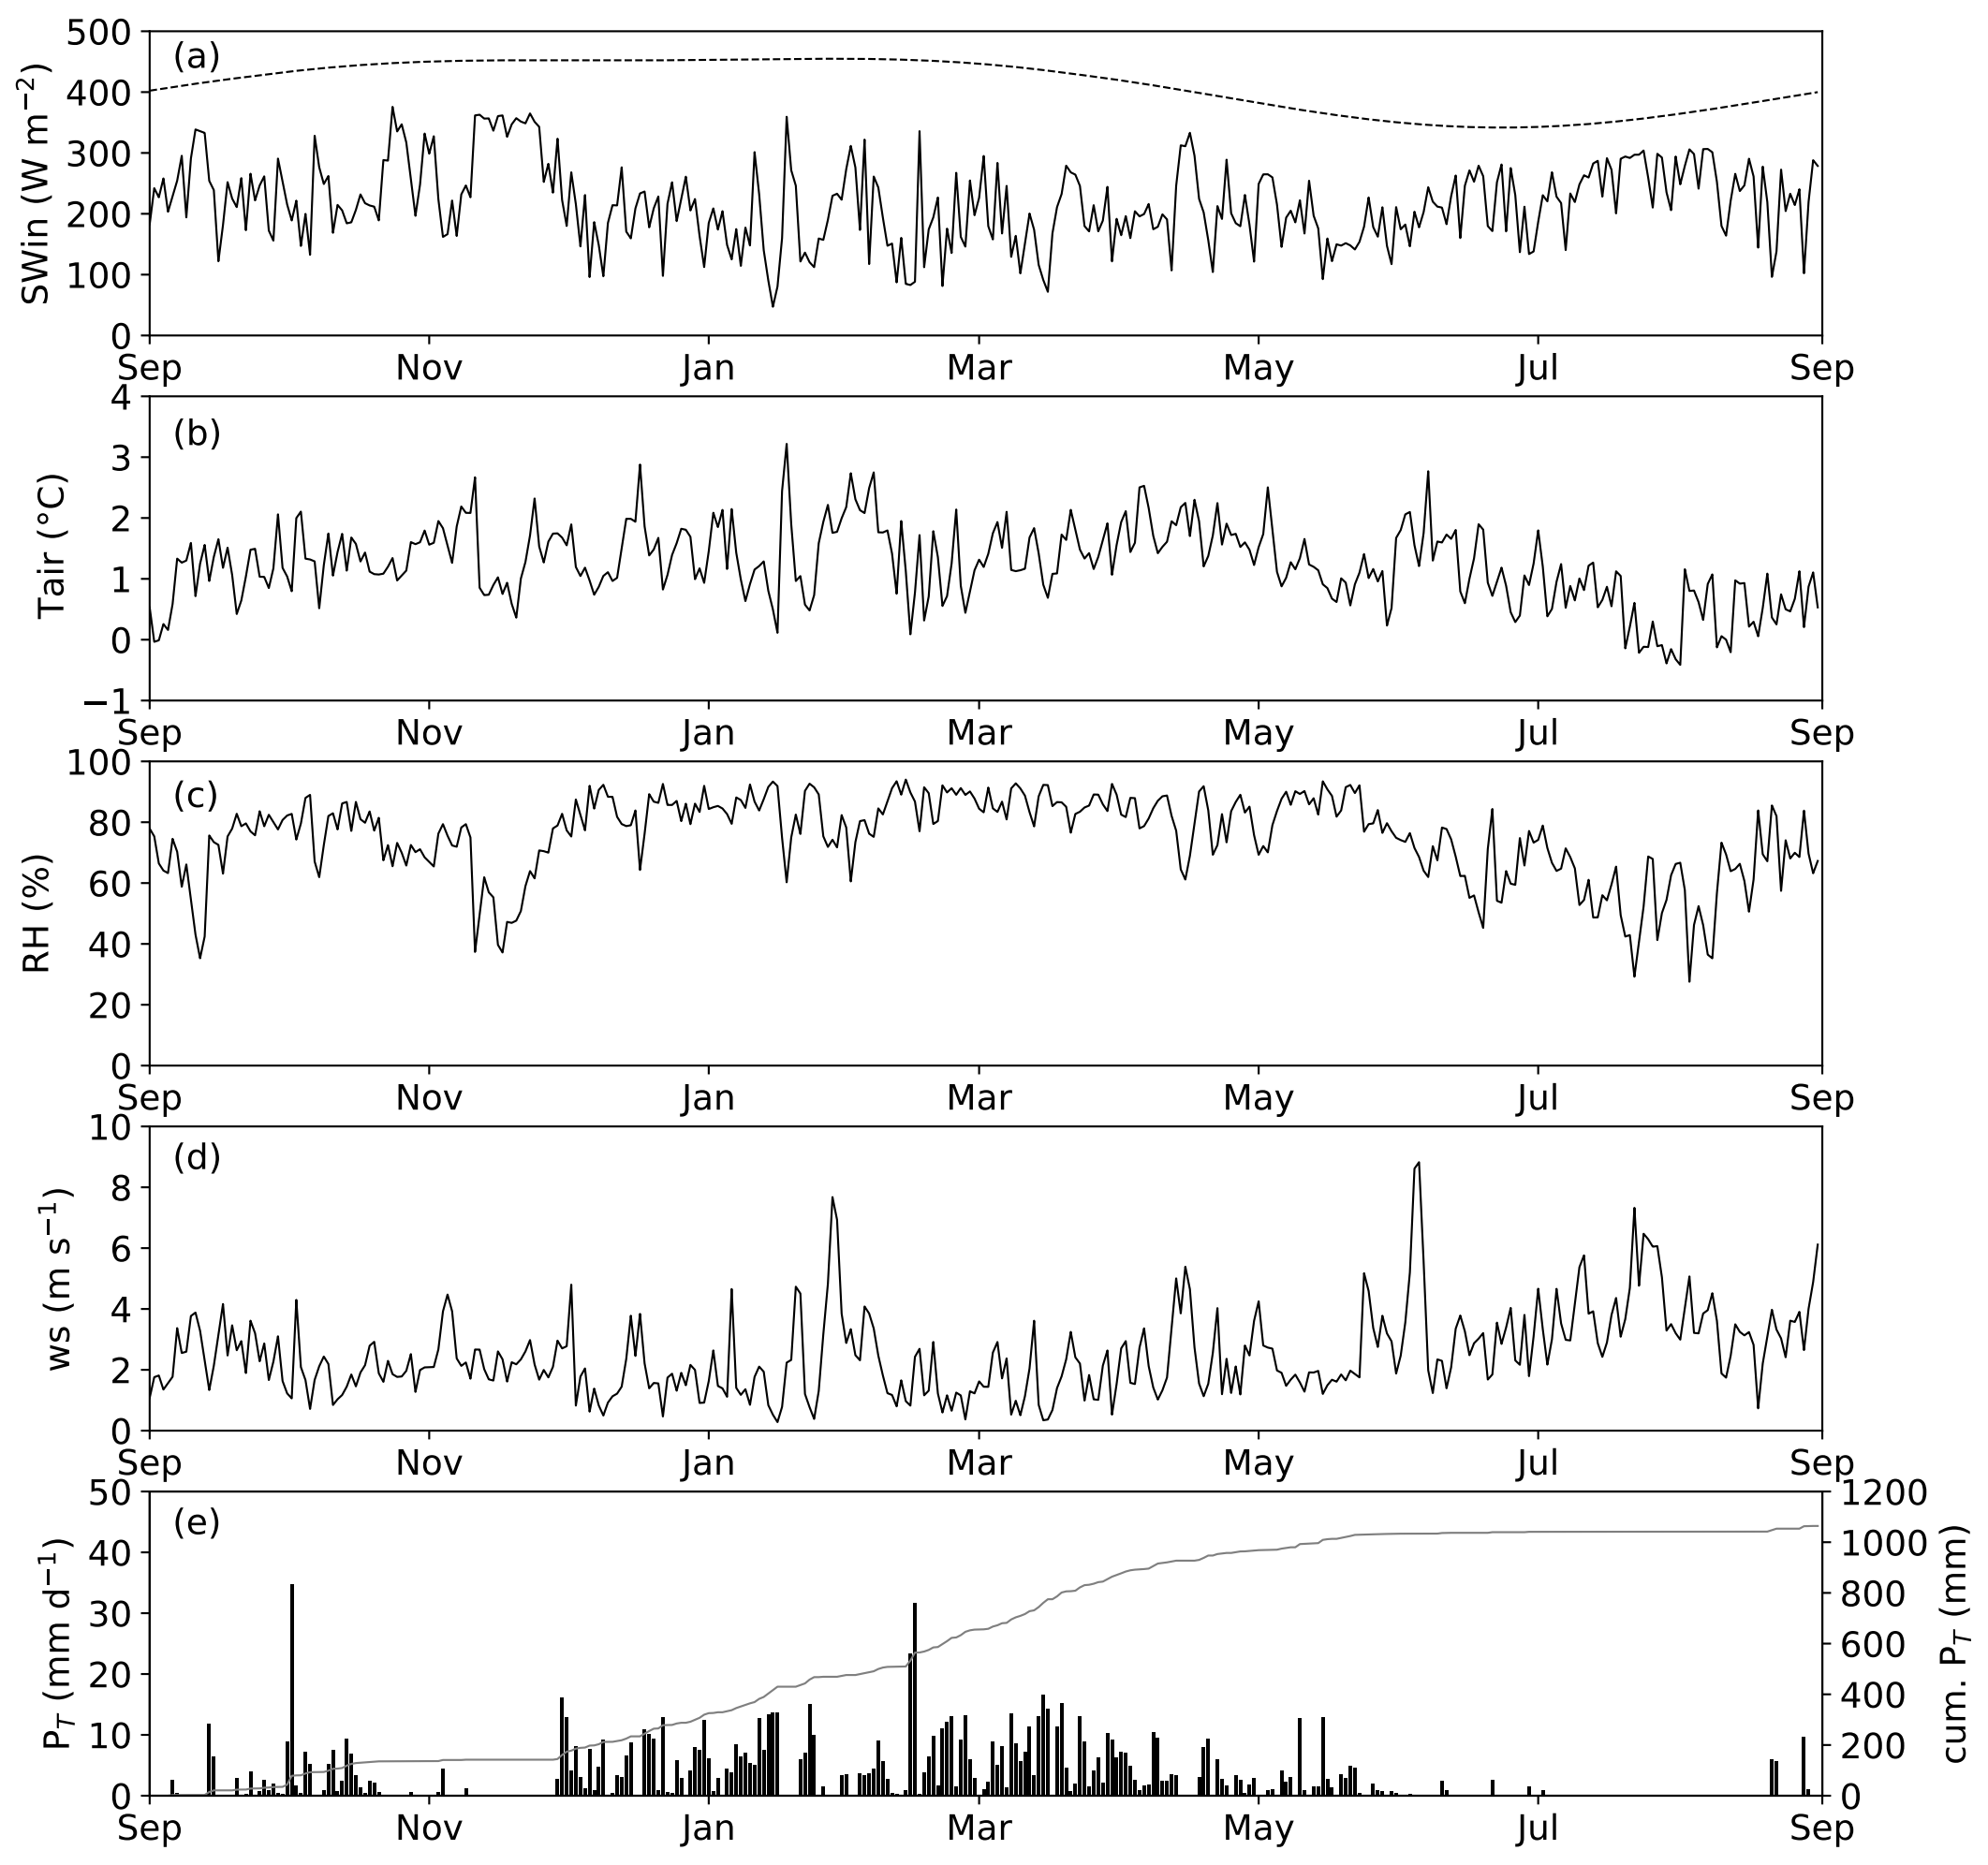 (a)
SWin (W m⁻²)
500
400
300
200
100
0
Sep Nov Jan Mar May Jul Sep
(b)
Tair (°C)
4
3
2
1
0
−1
Sep Nov Jan Mar May Jul Sep
(c)
RH (%)
100
80
60
40
20
0
Sep Nov Jan Mar May Jul Sep
(d)
ws (m s⁻¹)
10
8
6
4
2
0
Sep Nov Jan Mar May Jul Sep
(e)
P_T (mm d⁻¹)
50
40
30
20
10
0
Sep Nov Jan Mar May Jul Sep
1200
1000
800
600
400
200
0
cum. P_T (mm)